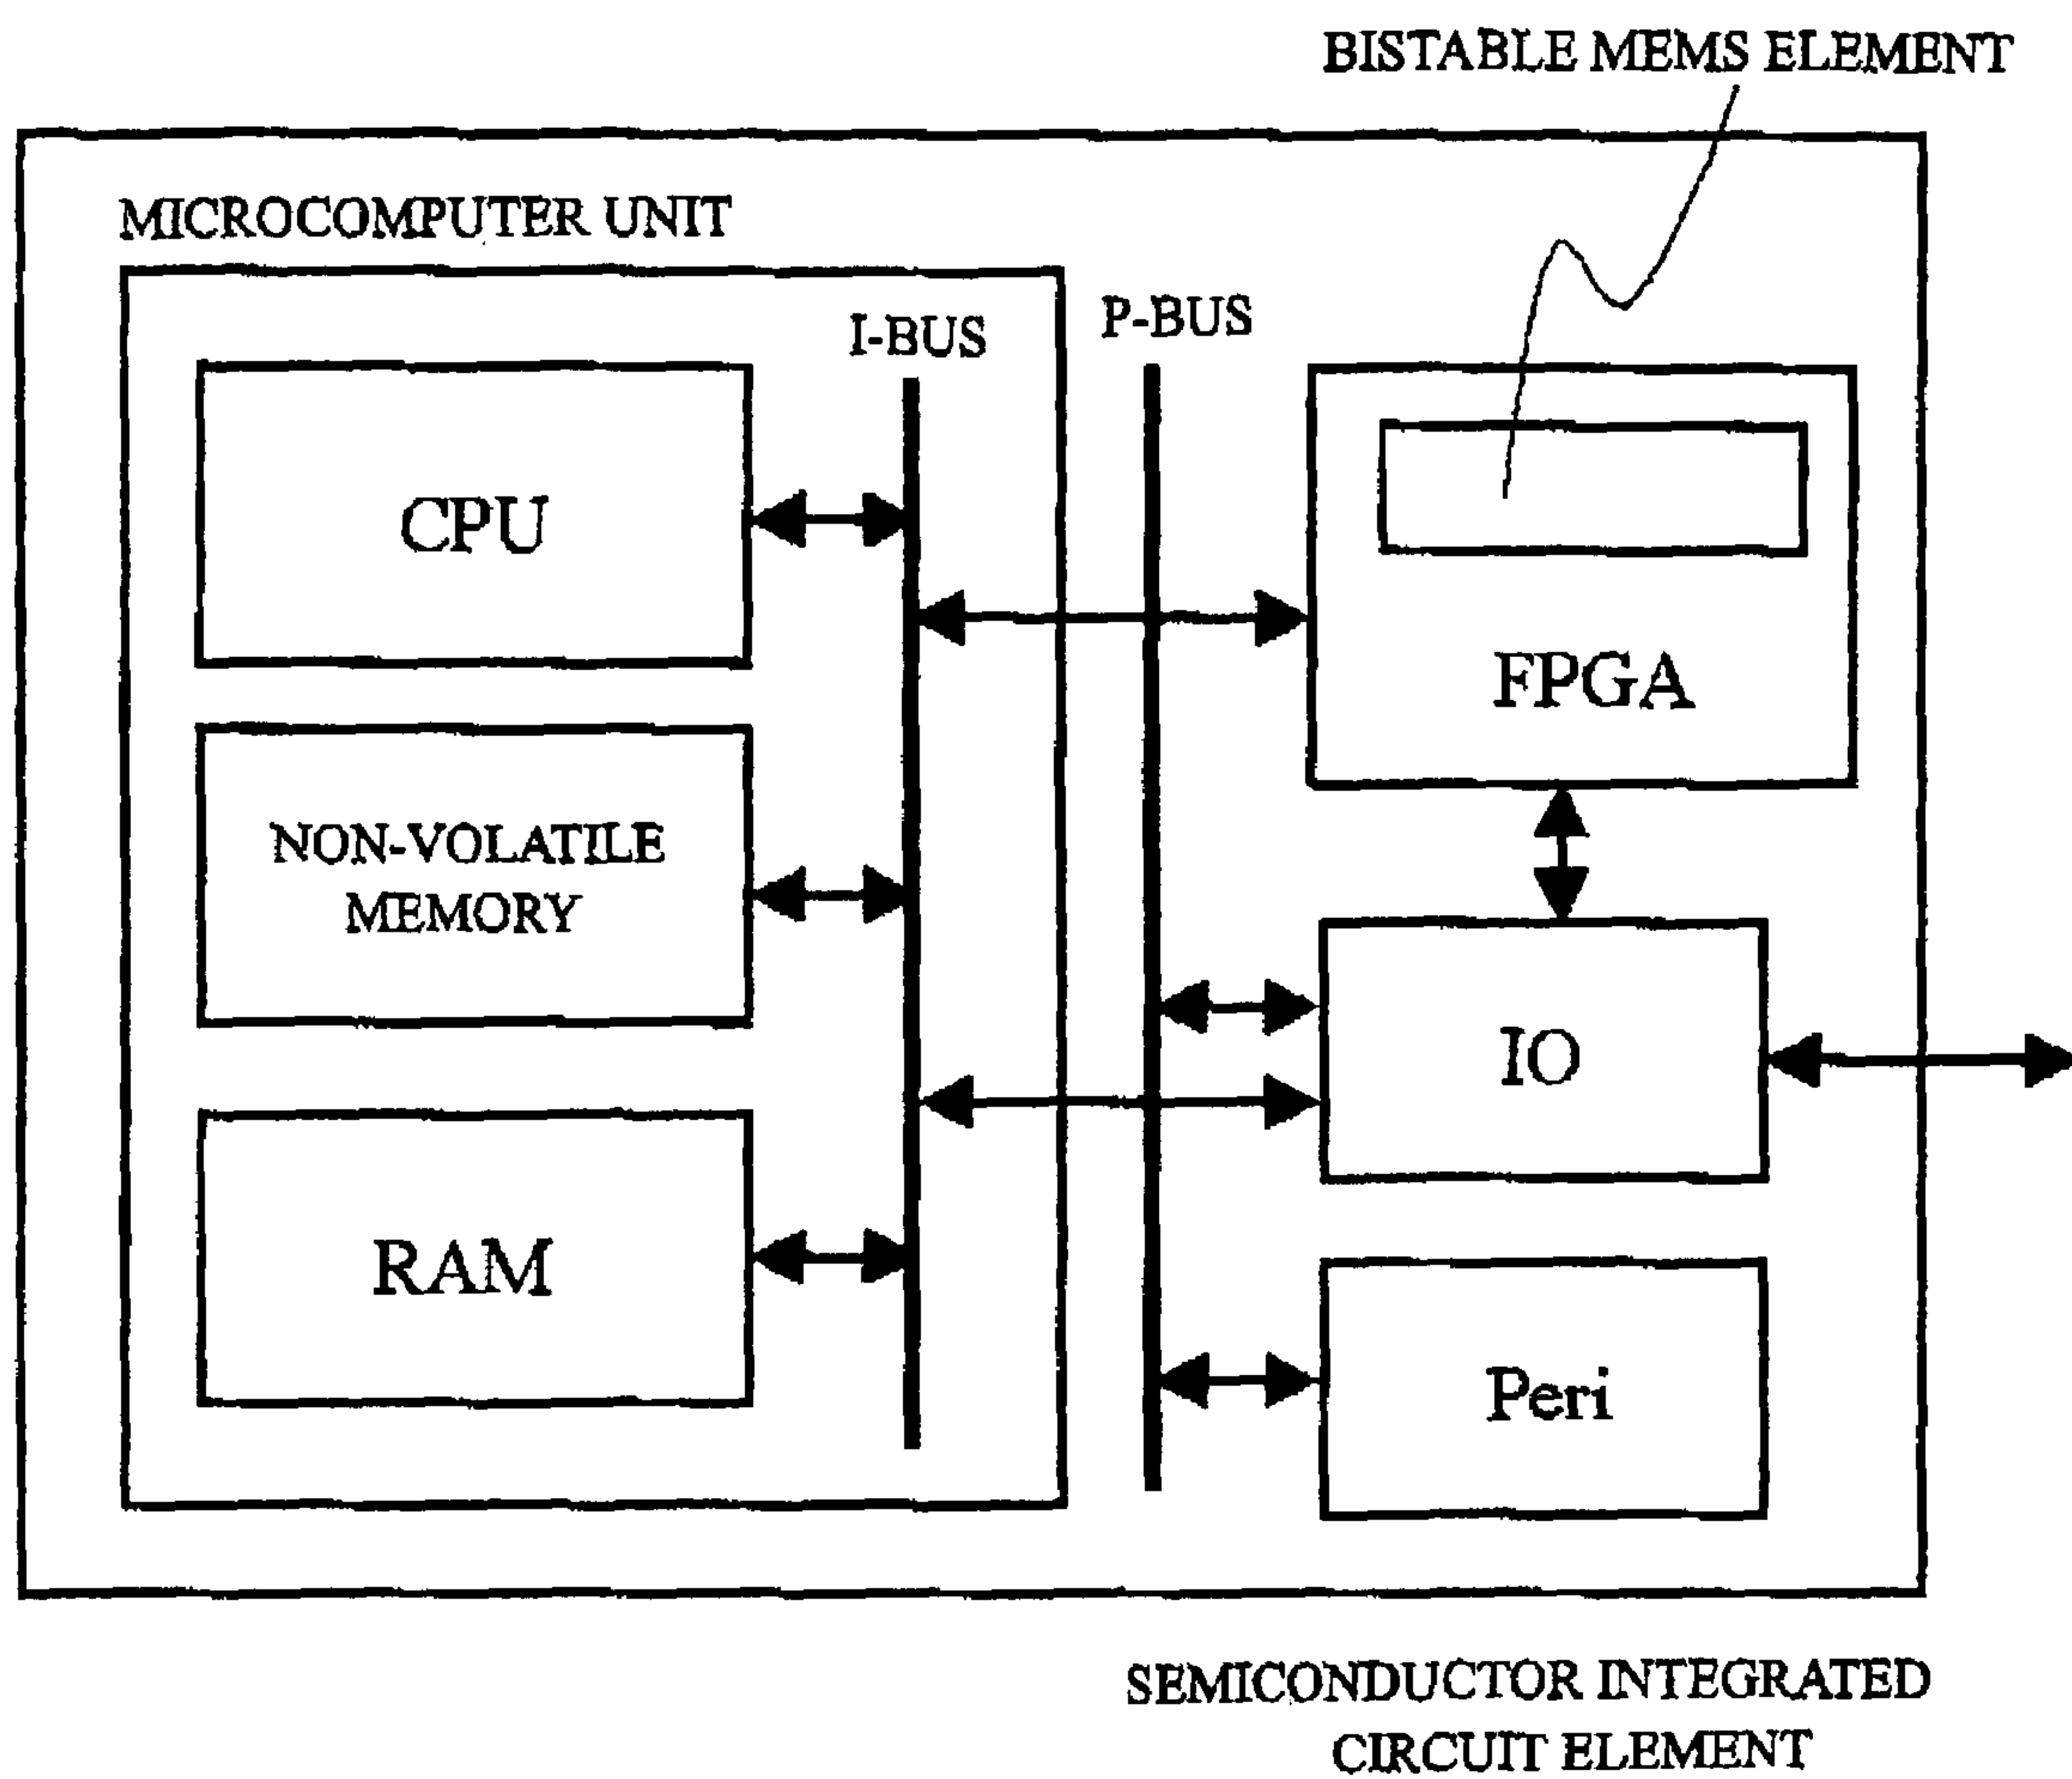 BISTABLE MEMS ELEMENT
MICROCOMPUTER UNIT
I-BUS
P-BUS
CPU
FPGA
NON-VOLATILE
MEMORY
IO
RAM
Peri
SEMICONDUCTOR INTEGRATED
CIRCUIT ELEMENT